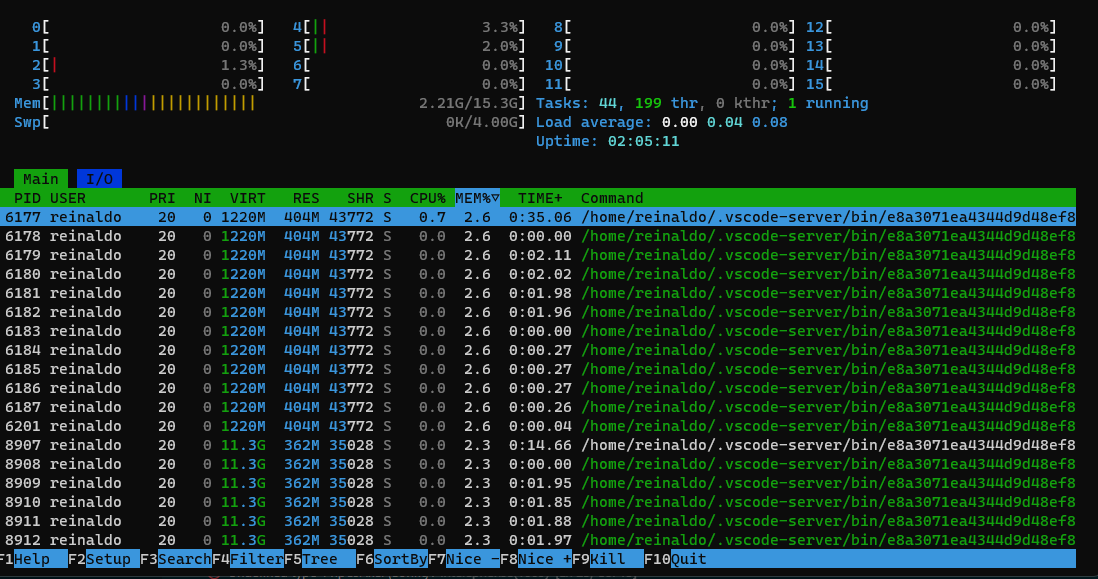 0[ 0.0%] 4[|| 3.3%] 8[ 0.0%] 12[ 0.0%]
1[ 0.0%] 5[|| 2.0%] 9[ 0.0%] 13[ 0.0%]
2[| 1.3%] 6[ 0.0%] 10[ 0.0%] 14[ 0.0%]
3[ 0.0%] 7[ 0.0%] 11[ 0.0%] 15[ 0.0%]
Mem[||||||||||||||||||||||| 2.21G/15.3G] Tasks: 44, 199 thr, 0 kthr; 1 running
Swp[ 0K/4.00G] Load average: 0.00 0.04 0.08
Uptime: 02:05:11
Main I/O
PID USER PRI NI VIRT RES SHR S CPU% MEM%▽ TIME+ Command
6177 reinaldo 20 0 1220M 404M 43772 S 0.7 2.6 0:35.06 /home/reinaldo/.vscode-server/bin/e8a3071ea4344d9d48ef8
6178 reinaldo 20 0 1220M 404M 43772 S 0.0 2.6 0:00.00 /home/reinaldo/.vscode-server/bin/e8a3071ea4344d9d48ef8
6179 reinaldo 20 0 1220M 404M 43772 S 0.0 2.6 0:02.11 /home/reinaldo/.vscode-server/bin/e8a3071ea4344d9d48ef8
6180 reinaldo 20 0 1220M 404M 43772 S 0.0 2.6 0:02.02 /home/reinaldo/.vscode-server/bin/e8a3071ea4344d9d48ef8
6181 reinaldo 20 0 1220M 404M 43772 S 0.0 2.6 0:01.98 /home/reinaldo/.vscode-server/bin/e8a3071ea4344d9d48ef8
6182 reinaldo 20 0 1220M 404M 43772 S 0.0 2.6 0:01.96 /home/reinaldo/.vscode-server/bin/e8a3071ea4344d9d48ef8
6183 reinaldo 20 0 1220M 404M 43772 S 0.0 2.6 0:00.00 /home/reinaldo/.vscode-server/bin/e8a3071ea4344d9d48ef8
6184 reinaldo 20 0 1220M 404M 43772 S 0.0 2.6 0:00.27 /home/reinaldo/.vscode-server/bin/e8a3071ea4344d9d48ef8
6185 reinaldo 20 0 1220M 404M 43772 S 0.0 2.6 0:00.27 /home/reinaldo/.vscode-server/bin/e8a3071ea4344d9d48ef8
6186 reinaldo 20 0 1220M 404M 43772 S 0.0 2.6 0:00.27 /home/reinaldo/.vscode-server/bin/e8a3071ea4344d9d48ef8
6187 reinaldo 20 0 1220M 404M 43772 S 0.0 2.6 0:00.26 /home/reinaldo/.vscode-server/bin/e8a3071ea4344d9d48ef8
6201 reinaldo 20 0 1220M 404M 43772 S 0.0 2.6 0:00.04 /home/reinaldo/.vscode-server/bin/e8a3071ea4344d9d48ef8
8907 reinaldo 20 0 11.3G 362M 35028 S 0.0 2.3 0:14.66 /home/reinaldo/.vscode-server/bin/e8a3071ea4344d9d48ef8
8908 reinaldo 20 0 11.3G 362M 35028 S 0.0 2.3 0:00.00 /home/reinaldo/.vscode-server/bin/e8a3071ea4344d9d48ef8
8909 reinaldo 20 0 11.3G 362M 35028 S 0.0 2.3 0:01.95 /home/reinaldo/.vscode-server/bin/e8a3071ea4344d9d48ef8
8910 reinaldo 20 0 11.3G 362M 35028 S 0.0 2.3 0:01.85 /home/reinaldo/.vscode-server/bin/e8a3071ea4344d9d48ef8
8911 reinaldo 20 0 11.3G 362M 35028 S 0.0 2.3 0:01.88 /home/reinaldo/.vscode-server/bin/e8a3071ea4344d9d48ef8
8912 reinaldo 20 0 11.3G 362M 35028 S 0.0 2.3 0:01.97 /home/reinaldo/.vscode-server/bin/e8a3071ea4344d9d48ef8
F1Help F2Setup F3SearchF4FilterF5Tree F6SortByF7Nice -F8Nice +F9Kill F10Quit